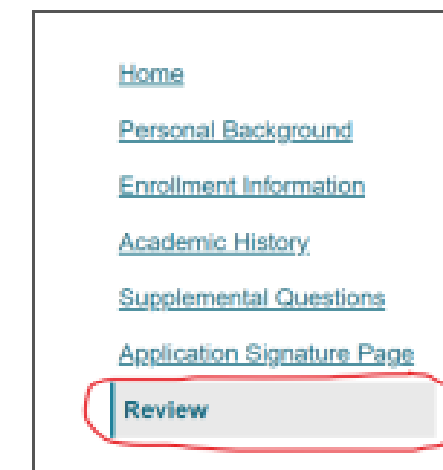 Home
Personal Background
Enrollment Information
Academic History
Supplemental Questions
Application Signature Page
Review